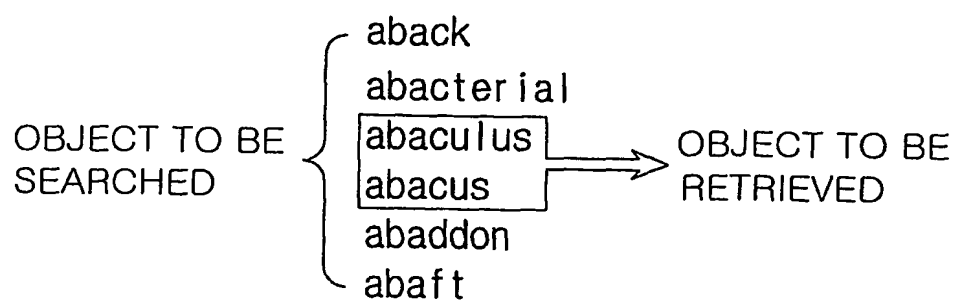 OBJECT TO BE
SEARCHED
aback
abacterial
abaculus
abacus
abaddon
abaft
OBJECT TO BE
RETRIEVED